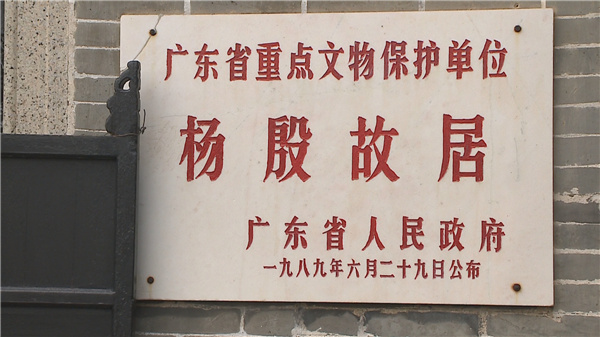 广东省重点文物保护单位
杨殷故居
广东省人民政府
一九八九年六月二十九日公布